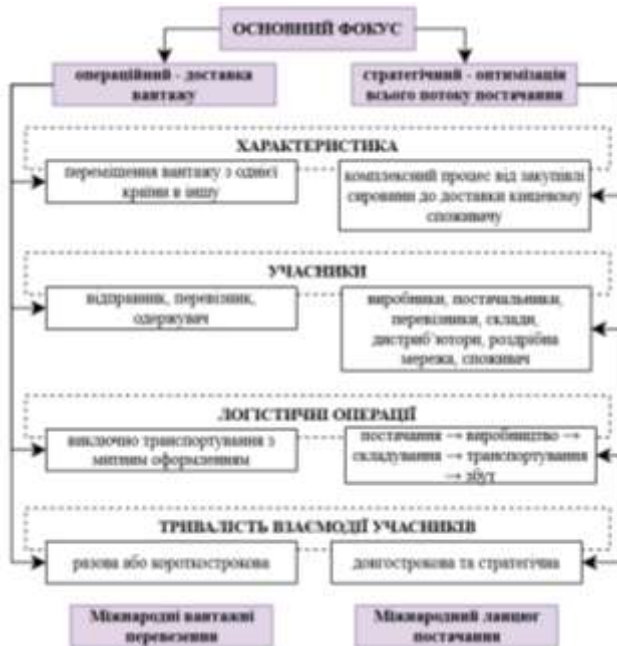 ОСНОВНИЙ ФОКУС
операційний - доставка
вантажу
стратегічний - оптимізація
всього потоку постачання
ХАРАКТЕРИСТИКА
переміщення вантажу з однієї
країни в іншу
комплексний процес від закупівлі
сировини до доставки кінцевому
споживачу
УЧАСНИКИ
відправник, перевізник,
одержувач
виробники, постачальники,
перевізники, склади,
дистриб`ютори, роздрібна
мережа, споживач
ЛОГІСТИЧНІ ОПЕРАЦІЇ
виключно транспортування з
митним оформленням
постачання → виробництво →
складування → транспортування
→ збут
ТРИВАЛІСТЬ ВЗАЄМОДІЇ УЧАСНИКІВ
разова або короткострокова
довгострокова та стратегічна
Міжнародні вантажні
перевезення
Міжнародний ланцюг
постачання